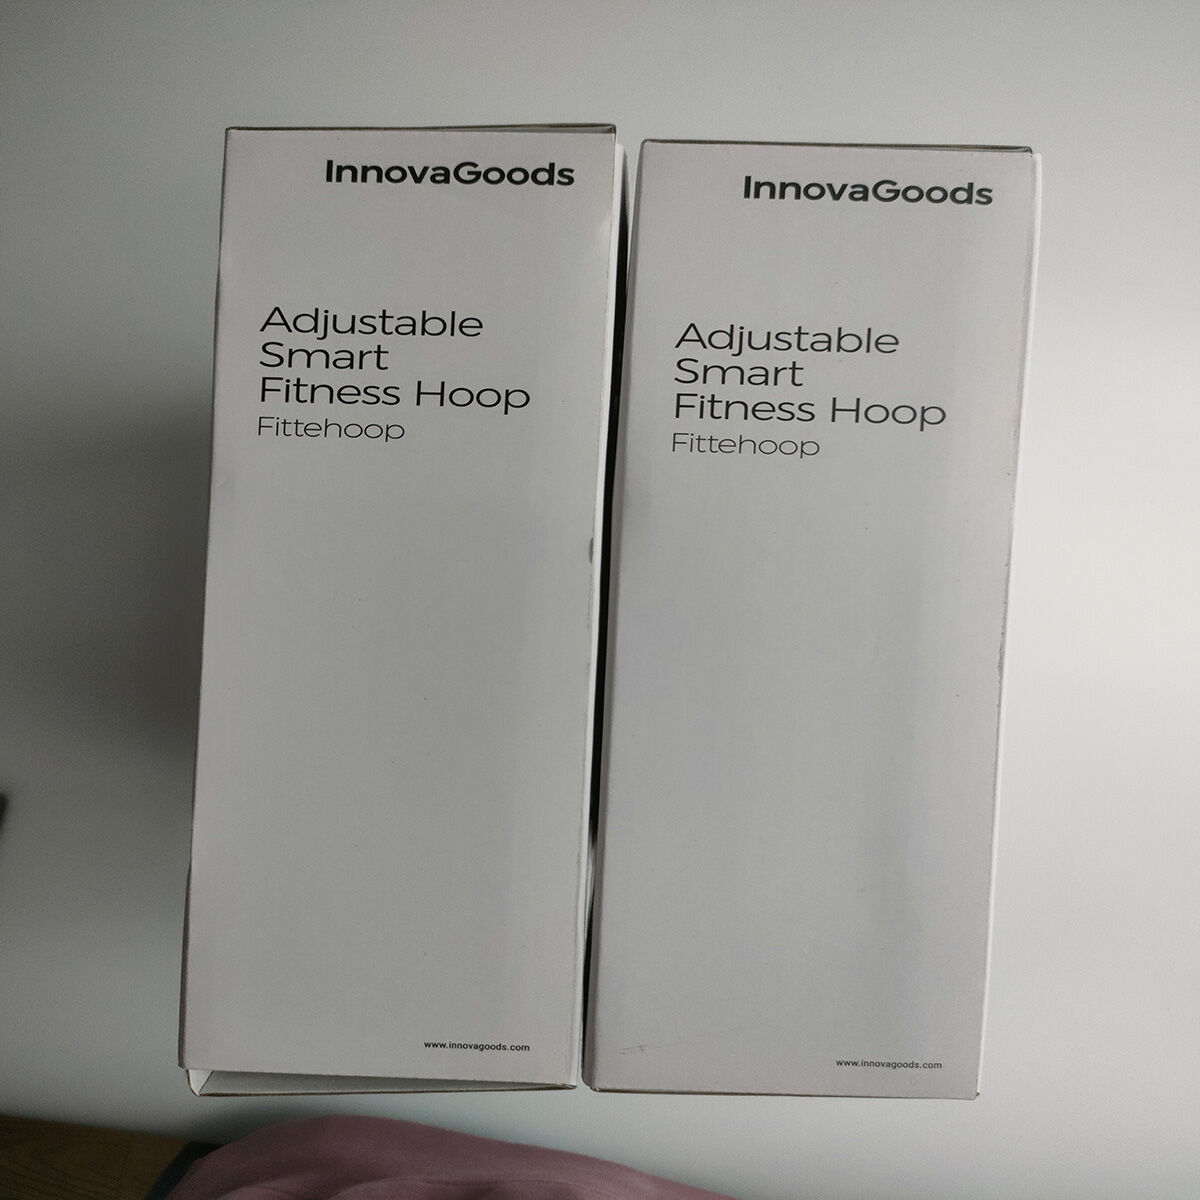 InnovaGoods
Adjustable
Smart
Fitness Hoop
Fittehoop
www.innovagoods.com
InnovaGoods
Adjustable
Smart
Fitness Hoop
Fittehoop
www.innovagoods.com